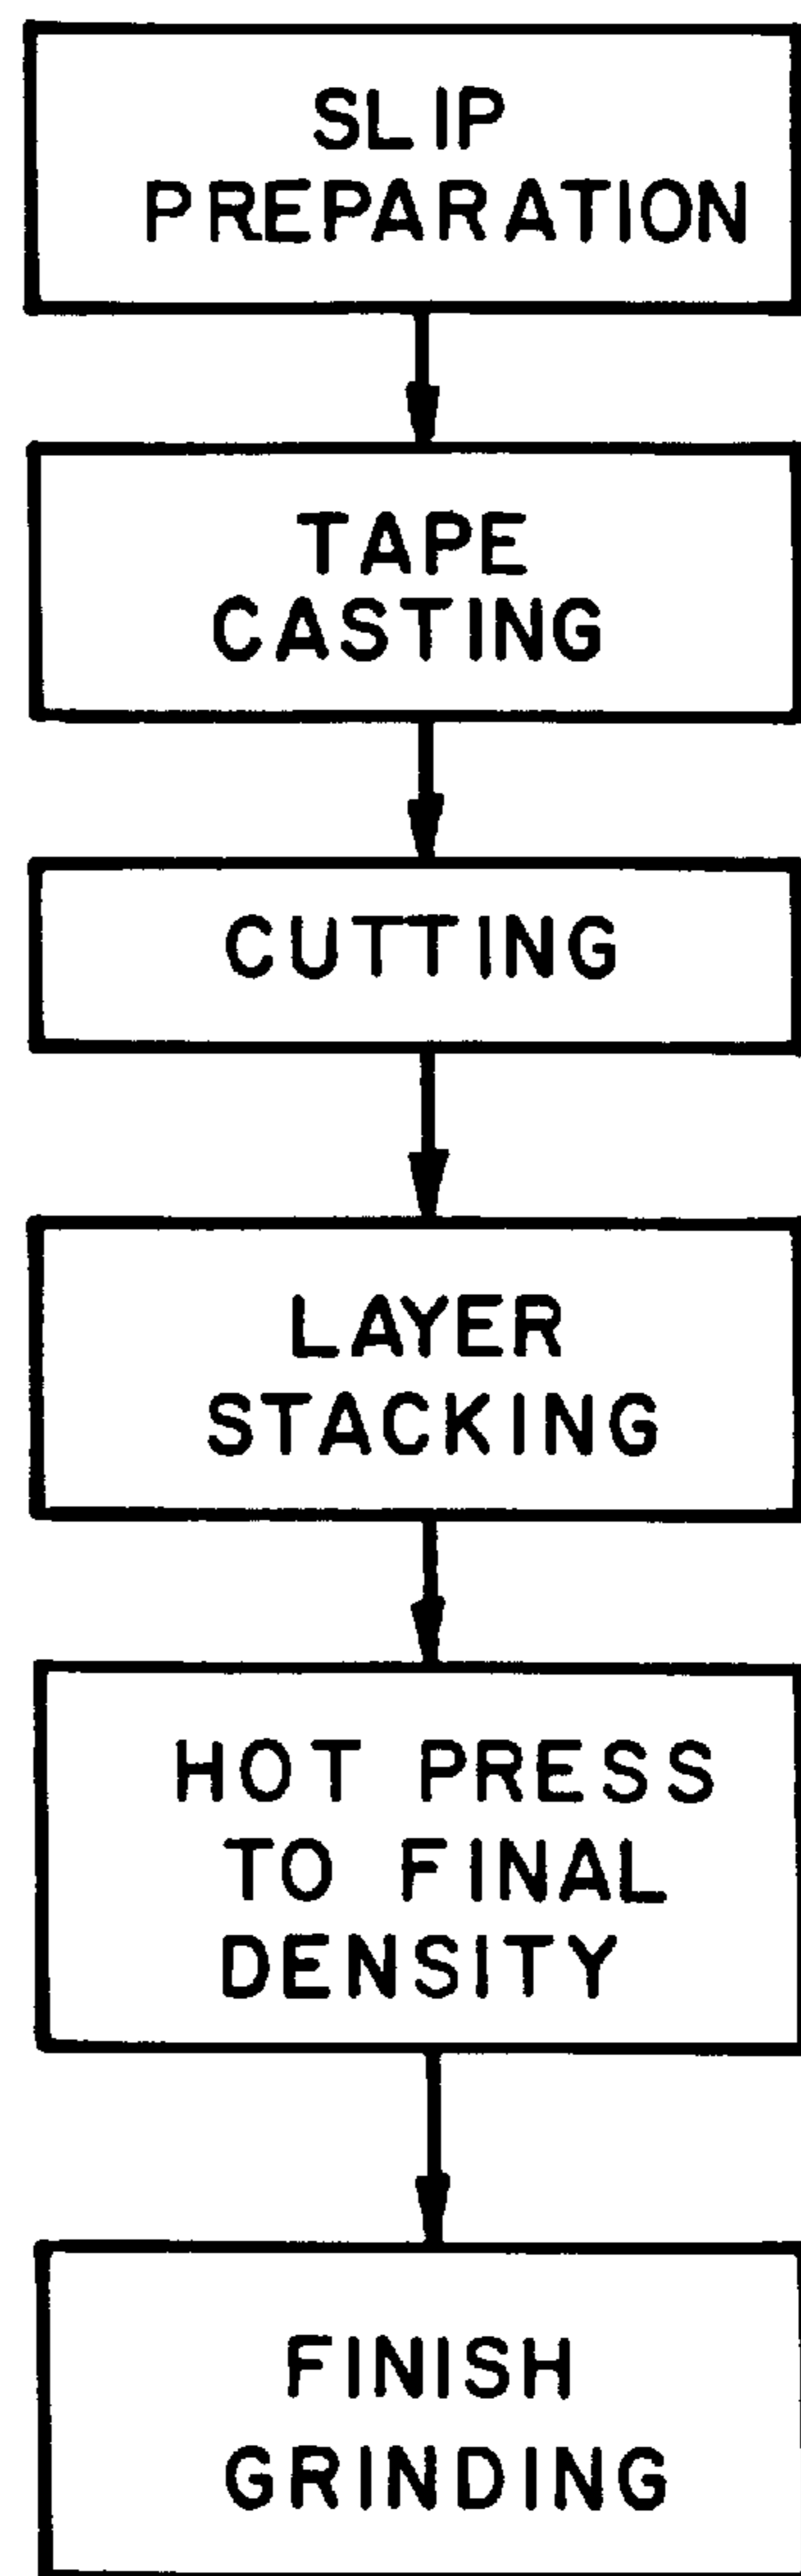 SLIP
PREPARATION
TAPE
CASTING
CUTTING
LAYER
STACKING
HOT PRESS
TO FINAL
DENSITY
FINISH
GRINDING